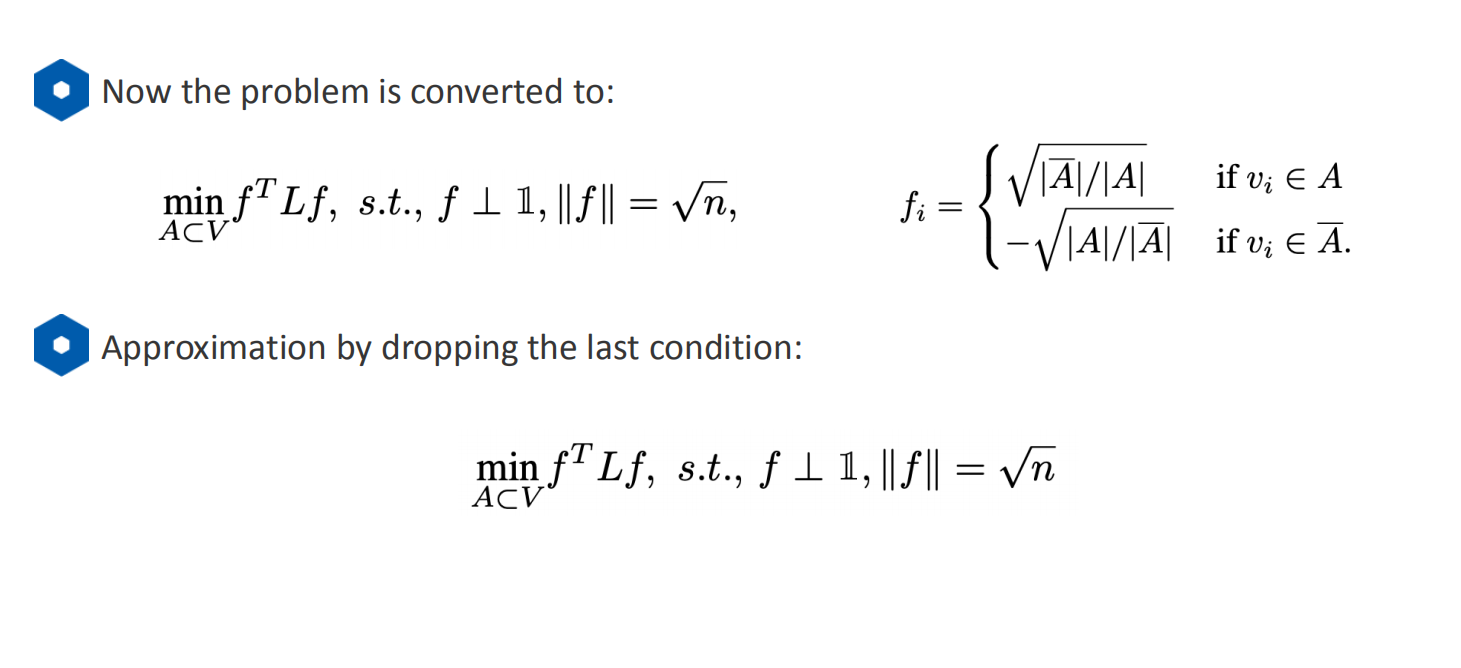 Now the problem is converted to:
min_{A⊂V} f^T Lf, s.t., f ⊥ 𝟙, ||f|| = √n, f_i = { √(|A̅|/|A|) if v_i ∈ A
−√(|A|/|A̅|) if v_i ∈ A̅.
Approximation by dropping the last condition:
min_{A⊂V} f^T Lf, s.t., f ⊥ 𝟙, ||f|| = √n